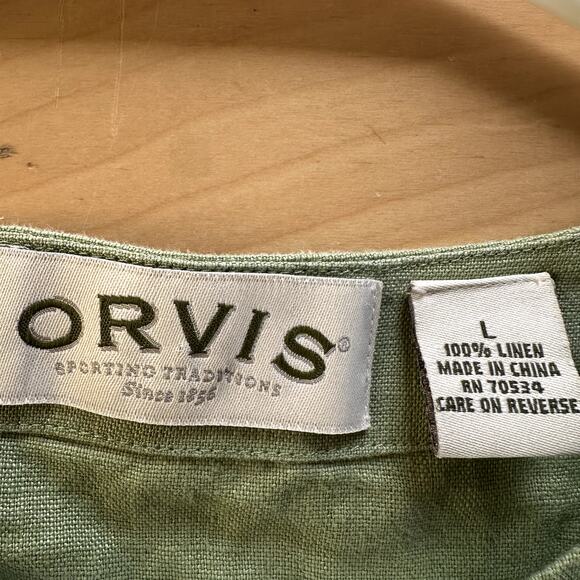 ORVIS®
SPORTING TRADITIONS
Since 1856
L
100% LINEN
MADE IN CHINA
RN 70534
CARE ON REVERSE